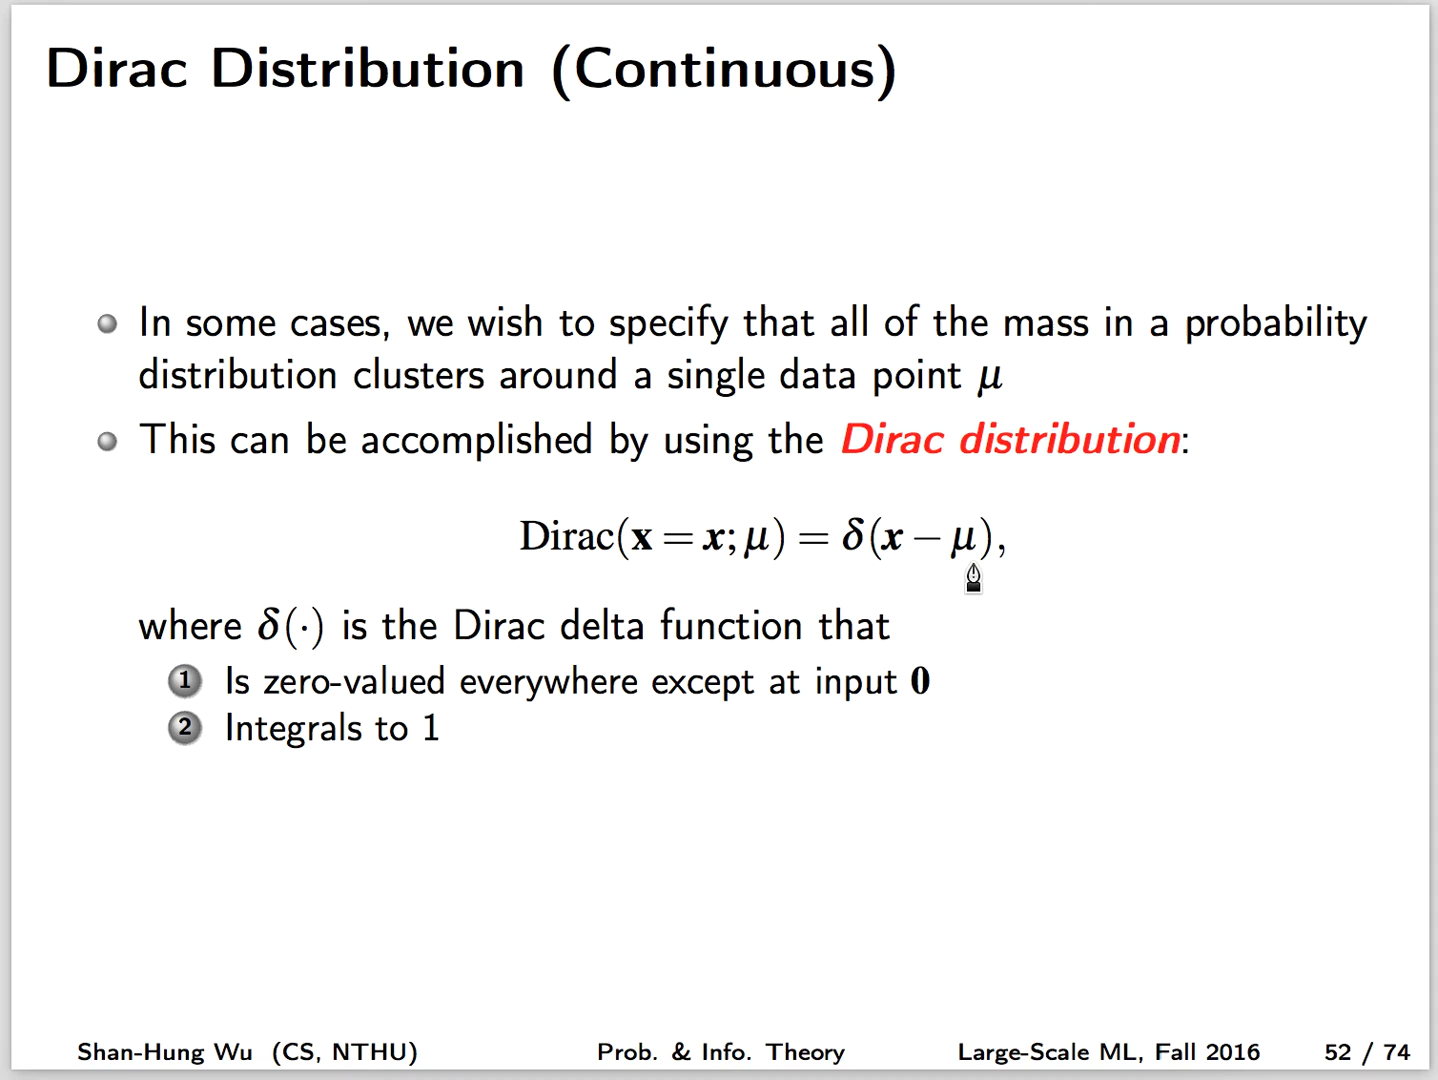 Dirac Distribution (Continuous)
In some cases, we wish to specify that all of the mass in a probability
distribution clusters around a single data point μ
This can be accomplished by using the Dirac distribution:
Dirac(x = x; μ) = δ(x − μ),
where δ(·) is the Dirac delta function that
1 Is zero-valued everywhere except at input 0
2 Integrals to 1
Shan-Hung Wu (CS, NTHU) Prob. & Info. Theory Large-Scale ML, Fall 2016 52 / 74